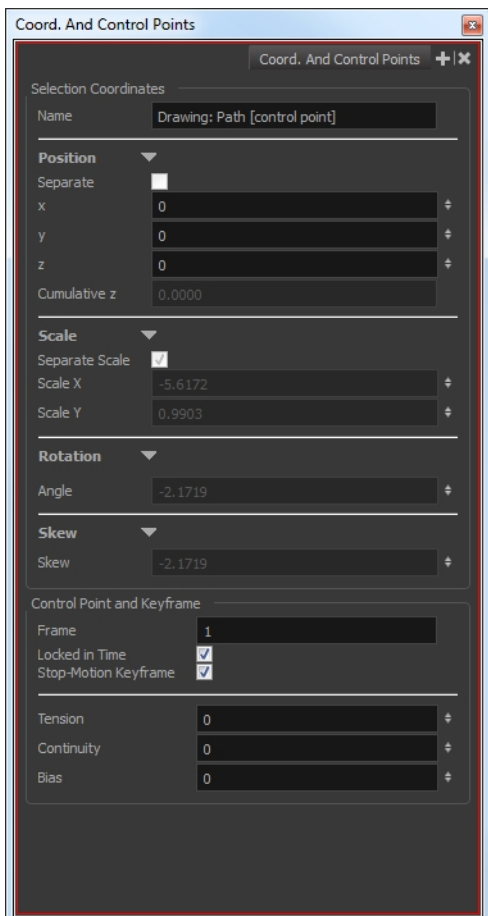 Coord. And Control Points
Coord. And Control Points
Selection Coordinates
Name Drawing: Path [control point]
Position
Separate
x 0
y 0
z 0
Cumulative z 0.0000
Scale
Separate Scale
Scale X -5.6172
Scale Y 0.9903
Rotation
Angle -2.1719
Skew
Skew -2.1719
Control Point and Keyframe
Frame 1
Locked in Time
Stop-Motion Keyframe
Tension 0
Continuity 0
Bias 0